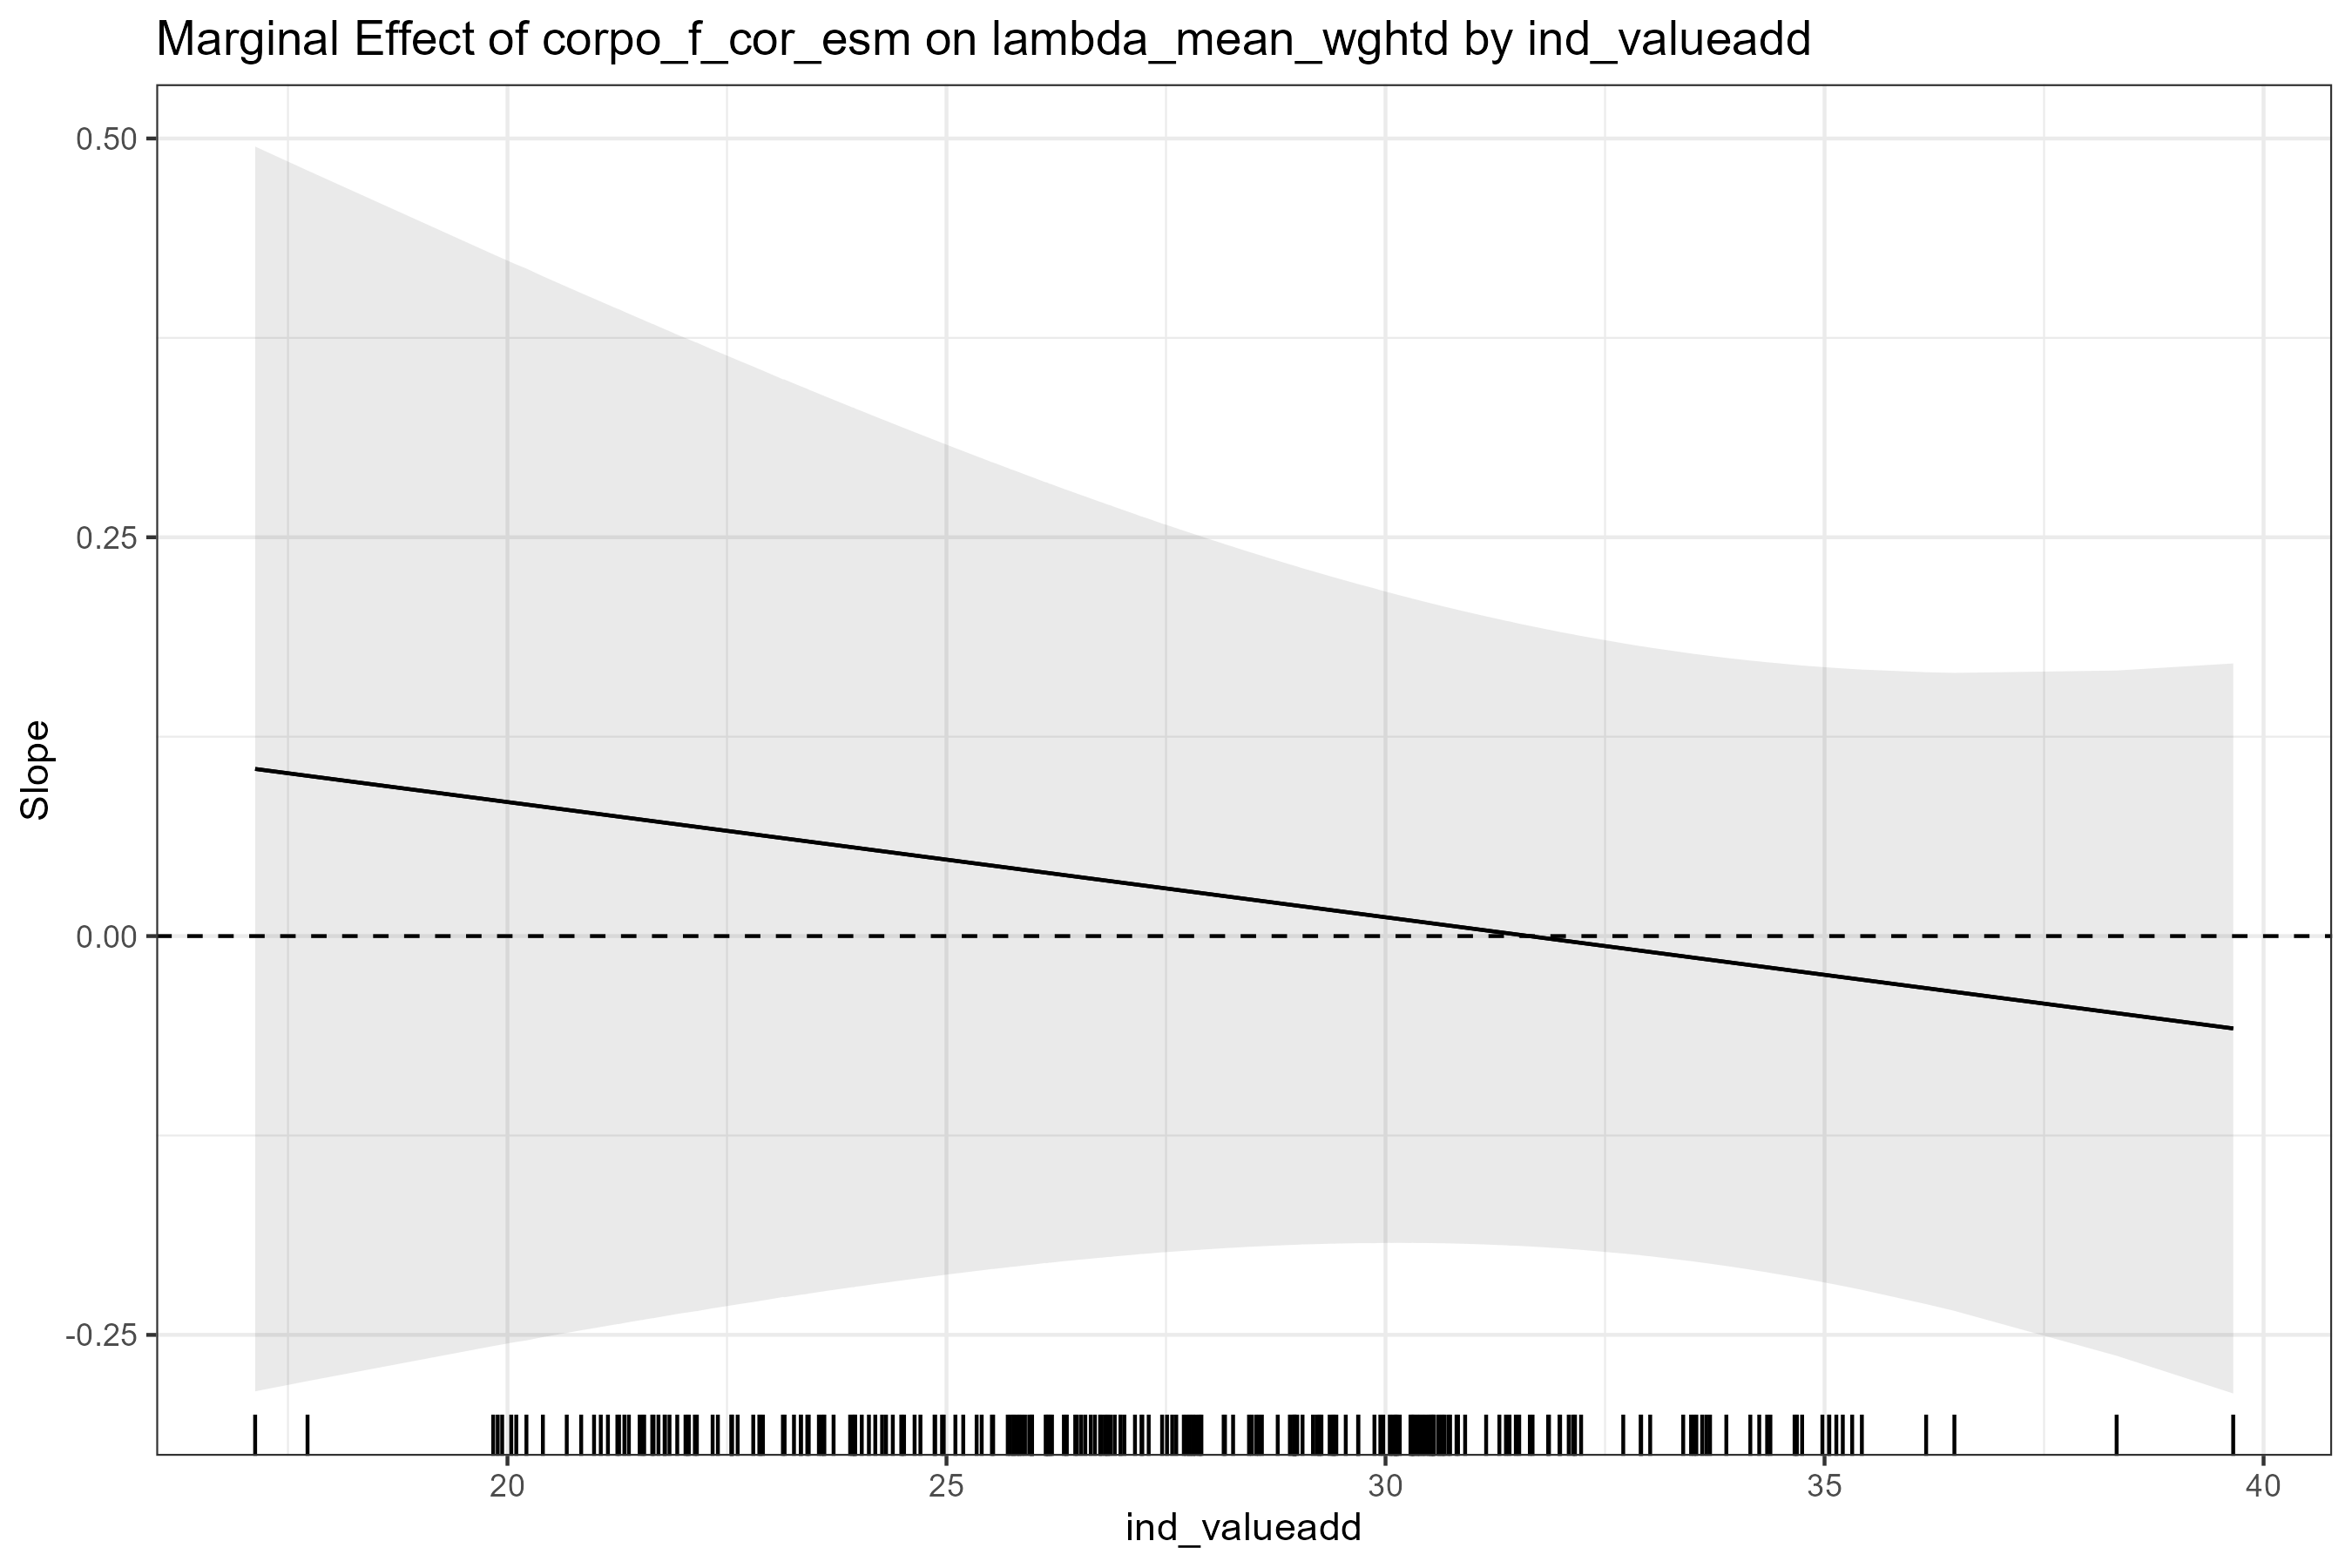 Marginal Effect of corpo_f_cor_esm on lambda_mean_wghtd by ind_valueadd
0.50
0.25
0.00
-0.25
Slope
20 25 30 35 40
ind_valueadd